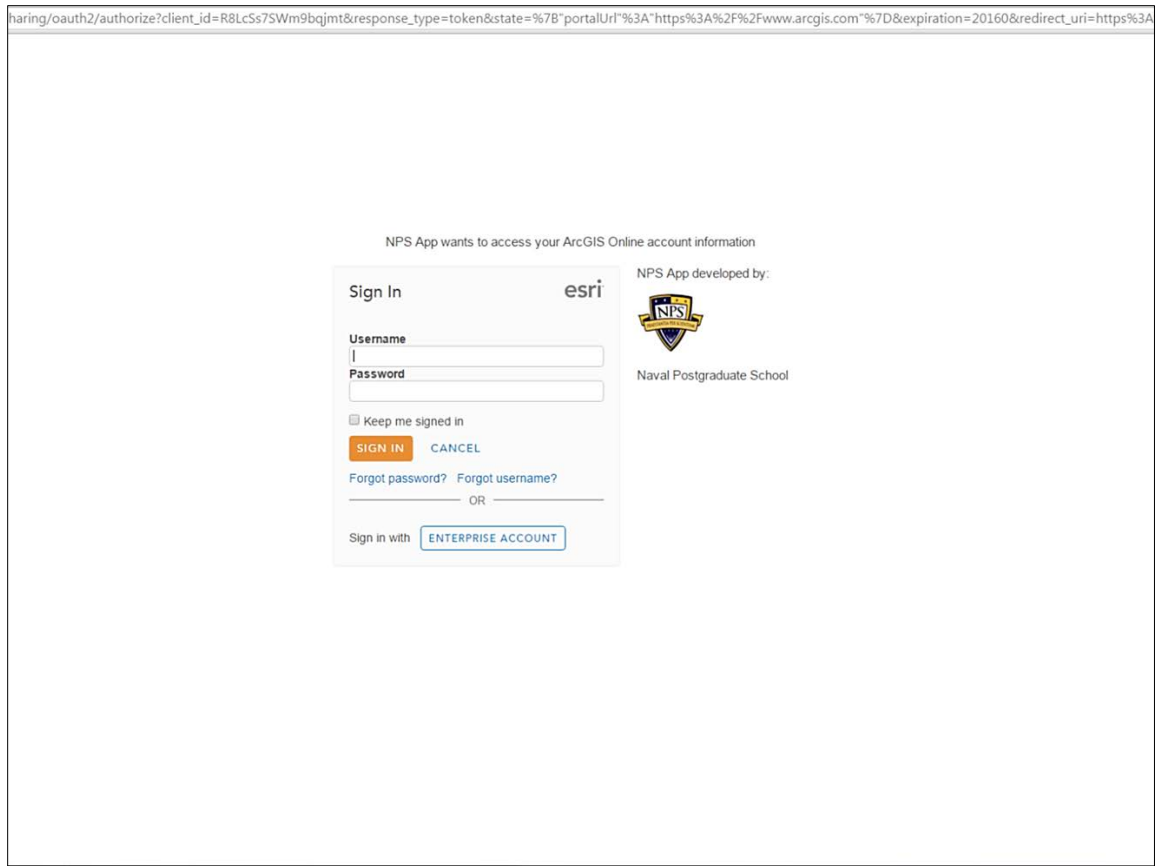 haring/oauth2/authorize?client_id=R8LcSs7SWm9bqjmt&response_type=token&state=%7B"portalUrl"%3A"https%3A%2F%2Fwww.arcgis.com"%7D&expiration=20160&redirect_uri=https%3A
NPS App wants to access your ArcGIS Online account information
Sign In
esri
Username
Password
Keep me signed in
SIGN IN CANCEL
Forgot password? Forgot username?
OR
Sign in with ENTERPRISE ACCOUNT
NPS App developed by:
NPS
Naval Postgraduate School